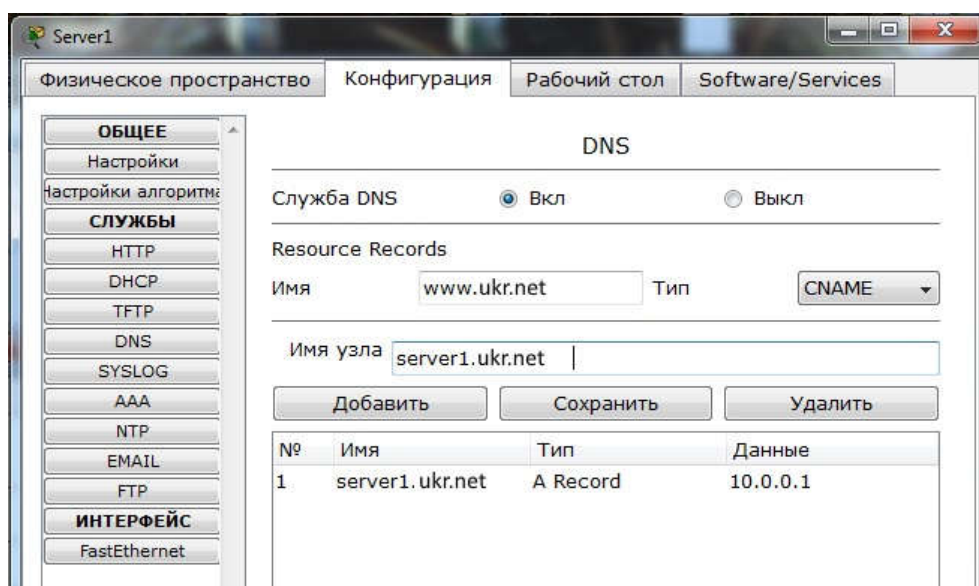 Server1
Физическое пространство Конфигурация Рабочий стол Software/Services
ОБЩЕЕ
Настройки
Настройки алгоритма
СЛУЖБЫ
HTTP
DHCP
TFTP
DNS
SYSLOG
AAA
NTP
EMAIL
FTP
ИНТЕРФЕЙС
FastEthernet
DNS
Служба DNS Вкл Выкл
Resource Records
Имя www.ukr.net Тип CNAME
Имя узла server1.ukr.net
Добавить Сохранить Удалить
№ Имя Тип Данные
1 server1.ukr.net A Record 10.0.0.1